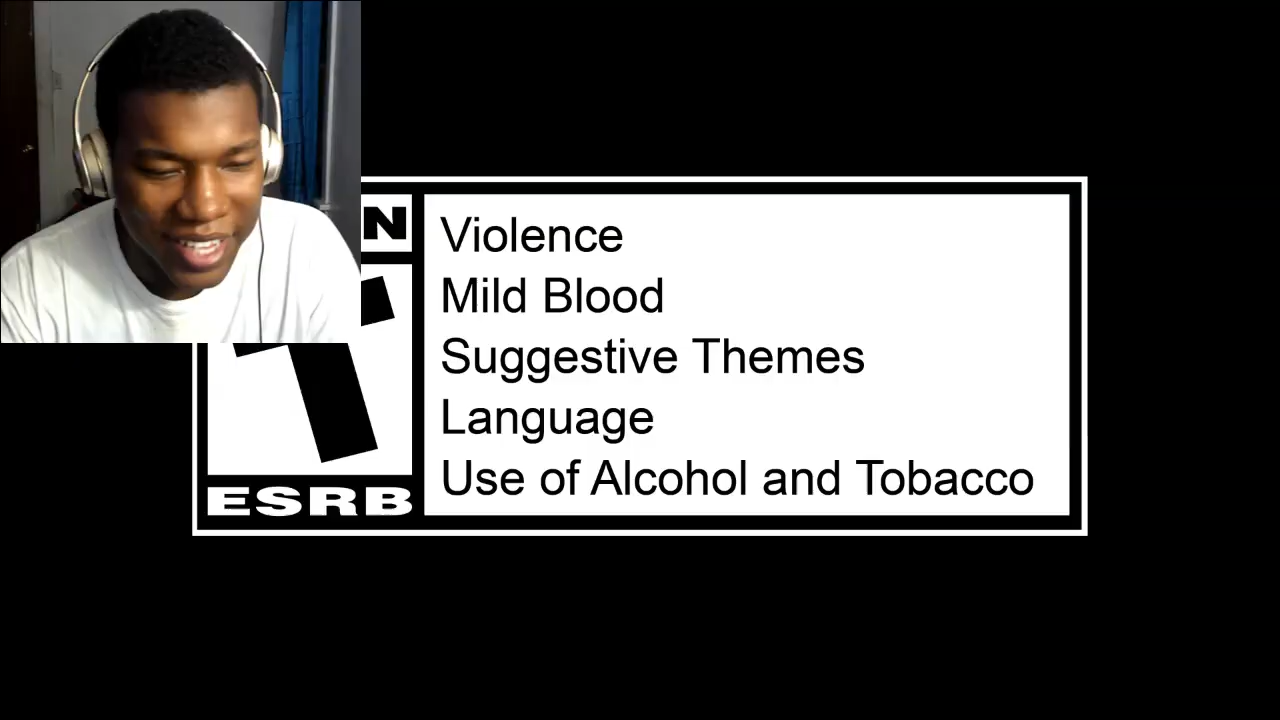 N
Violence
Mild Blood
Suggestive Themes
Language
Use of Alcohol and Tobacco
ESRB